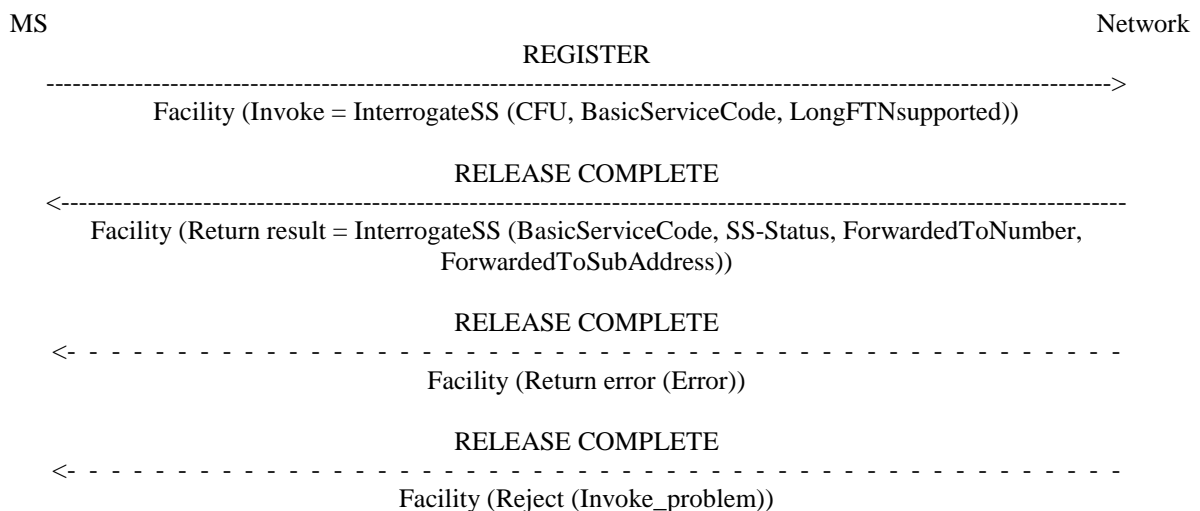 MS Network
REGISTER
------------------------------------------------------------------------------------------------------------------------>
Facility (Invoke = InterrogateSS (CFU, BasicServiceCode, LongFTNsupported))
RELEASE COMPLETE
<------------------------------------------------------------------------------------------------------------------------
Facility (Return result = InterrogateSS (BasicServiceCode, SS-Status, ForwardedToNumber,
ForwardedToSubAddress))
RELEASE COMPLETE
<- - - - - - - - - - - - - - - - - - - - - - - - - - - - - - - - - - - - - - - - - - - - - - - -
Facility (Return error (Error))
RELEASE COMPLETE
<- - - - - - - - - - - - - - - - - - - - - - - - - - - - - - - - - - - - - - - - - - - - - - - -
Facility (Reject (Invoke_problem))